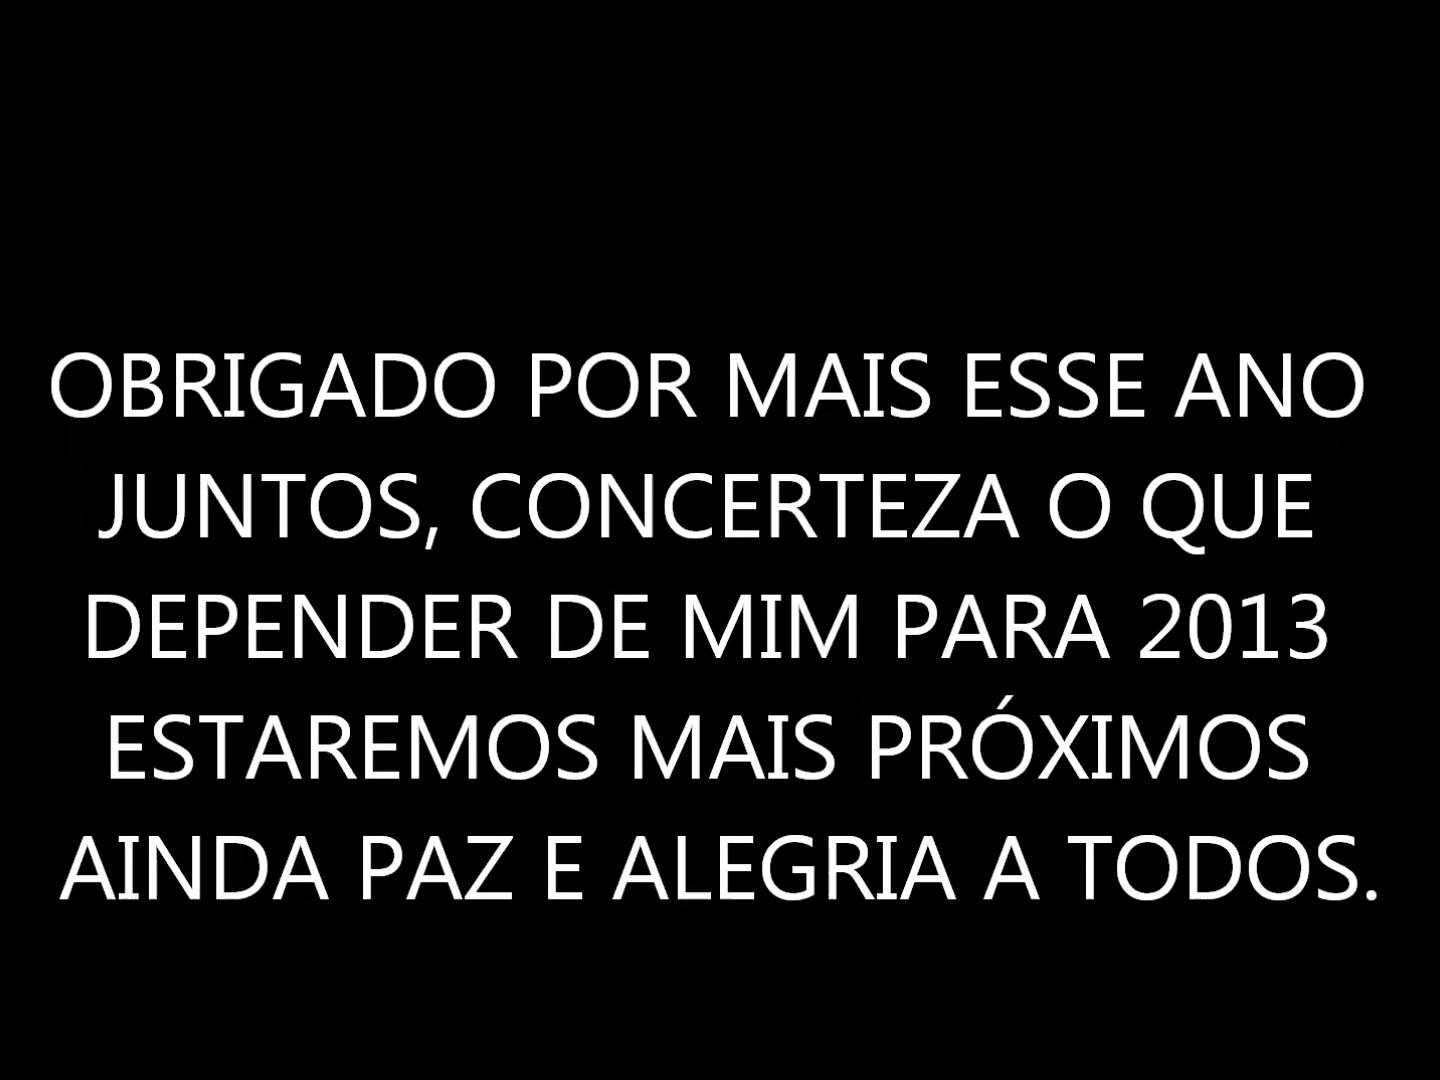 OBRIGADO POR MAIS ESSE ANO
JUNTOS, CONCERTEZA O QUE
DEPENDER DE MIM PARA 2013
ESTAREMOS MAIS PRÓXIMOS
AINDA PAZ E ALEGRIA A TODOS.